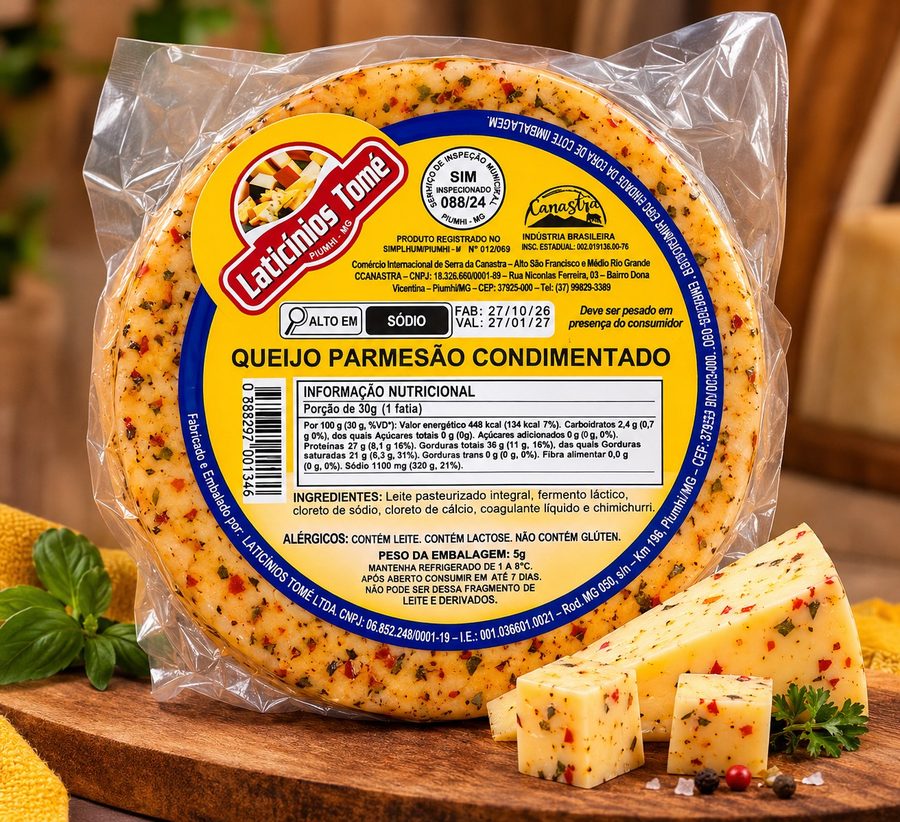 Laticínios Tomé
PIUMHI - MG
SERVIÇO DE INSPEÇÃO MUNICIPAL
SIM
INSPECIONADO
088/24
PIUMHI - MG
Canastra
INDÚSTRIA BRASILEIRA
INSC. ESTADUAL: 002.019136.00-76
PRODUTO REGISTRADO NO
SIMPLHUM/PIUMHI - M N° 012/069
Comércio Internacional de Serra da Canastra – Alto São Francisco e Médio Rio Grande
CCANASTRA – CNPJ: 18.326.660/0001-89 – Rua Niconlas Ferreira, 03 – Bairro Dona
Vicentina – Piumhi/MG – CEP: 37925-000 – Tel: (37) 99829-3389
ALTO EM
SÓDIO
FAB: 27/10/26
VAL: 27/01/27
Deve ser pesado em
presença do consumidor
QUEIJO PARMESÃO CONDIMENTADO
0 888297 001346
INFORMAÇÃO NUTRICIONAL
Porção de 30g (1 fatia)
Por 100 g (30 g, %VD*): Valor energético 448 kcal (134 kcal 7%). Carboidratos 2,4 g (0,7
g 0%), dos quais Açúcares totais 0 g (0g). Açúcares adicionados 0 g (0 g, 0%).
Proteínas 27 g (8,1 g 16%). Gorduras totais 36 g (11 g, 16%), das quais Gorduras
saturadas 21 g (6,3 g, 31%). Gorduras trans 0 g (0 g, 0%). Fibra alimentar 0,0 g
(0 g, 0%). Sódio 1100 mg (320 g, 21%).
INGREDIENTES: Leite pasteurizado integral, fermento láctico,
cloreto de sódio, cloreto de cálcio, coagulante líquido e chimichurri.
ALÉRGICOS: CONTÉM LEITE. CONTÉM LACTOSE. NÃO CONTÉM GLÚTEN.
PESO DA EMBALAGEM: 5g
MANTENHA REFRIGERADO DE 1 A 8°C.
APÓS ABERTO CONSUMIR EM ATÉ 7 DIAS.
NÃO PODE SER DESSA FRAGMENTO DE
LEITE E DERIVADOS.
Fabricado e Embalado por: LATICÍNIOS TOMÉ LTDA. CNPJ: 06.852.248/0001-19 – I.E.: 001.036601.0021 – Rod. MG 050, s/n – Km 196, Piumhi/MG – CEP:
DA EORA DE COTE IMBALAGEM.